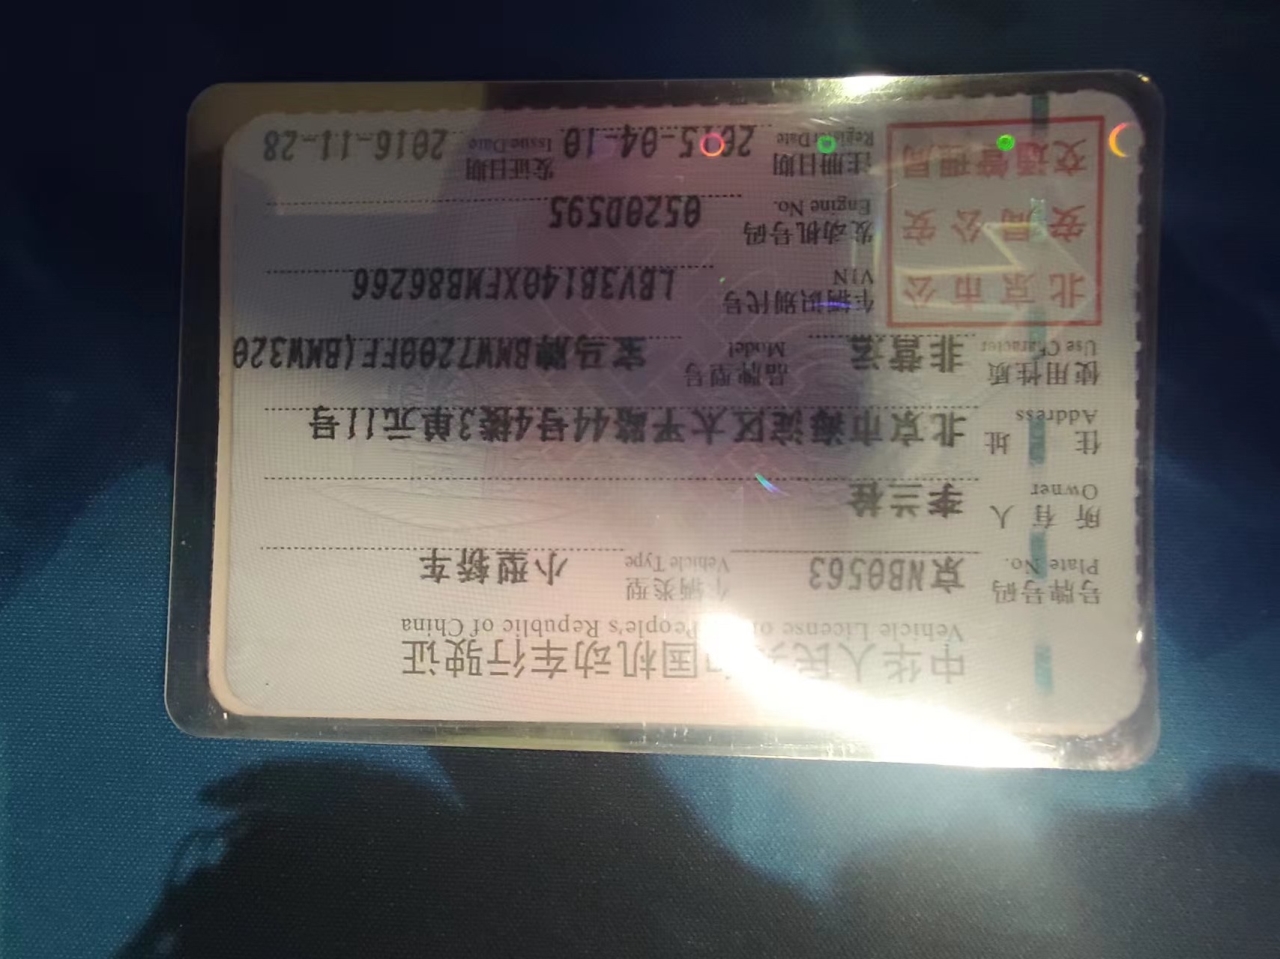 中华人民共和国机动车行驶证
Vehicle License of the People's Republic of China
号牌号码 Plate No. 京NB0563 车辆类型 Vehicle Type 小型轿车
所有人 Owner 李兰栓
住址 Address 北京市海淀区太平路44号4楼3单元11号
使用性质 Use Character 非营运 品牌型号 Model 宝马牌BMW7200FF(BMW320
北京市公
安局公安
交通管理局
车辆识别代号 VIN LBV3B140XFMB86266
发动机号码 Engine No. 0520D595
注册日期 Register Date 2015-04-10 发证日期 Issue Date 2016-11-28